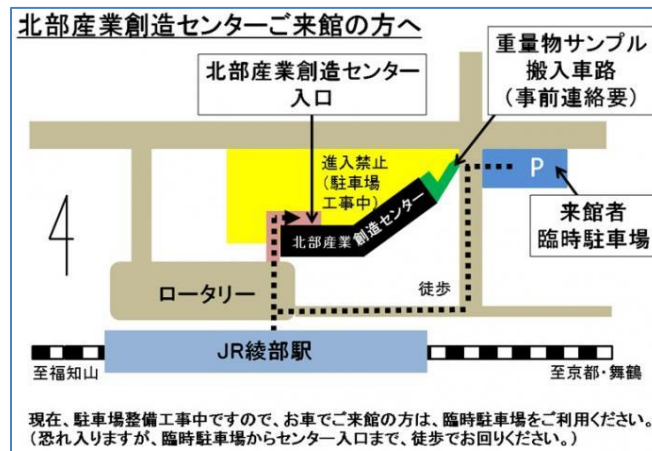 北部産業創造センターご来館の方へ
北部産業創造センター
入口
重量物サンプル
搬入車路
（事前連絡要）
進入禁止
（駐車場
工事中）
P
北部産業創造センター
来館者
臨時駐車場
ロータリー
徒歩
JR綾部駅
至福知山
至京都・舞鶴
現在、駐車場整備工事中ですので、お車でご来館の方は、臨時駐車場をご利用ください。
（恐れ入りますが、臨時駐車場からセンター入口まで、徒歩でお回りください。）